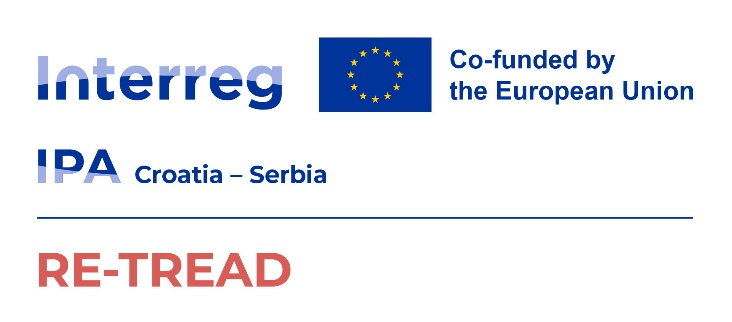 Interreg
Co-funded by
the European Union
IPA Croatia – Serbia
RE-TREAD